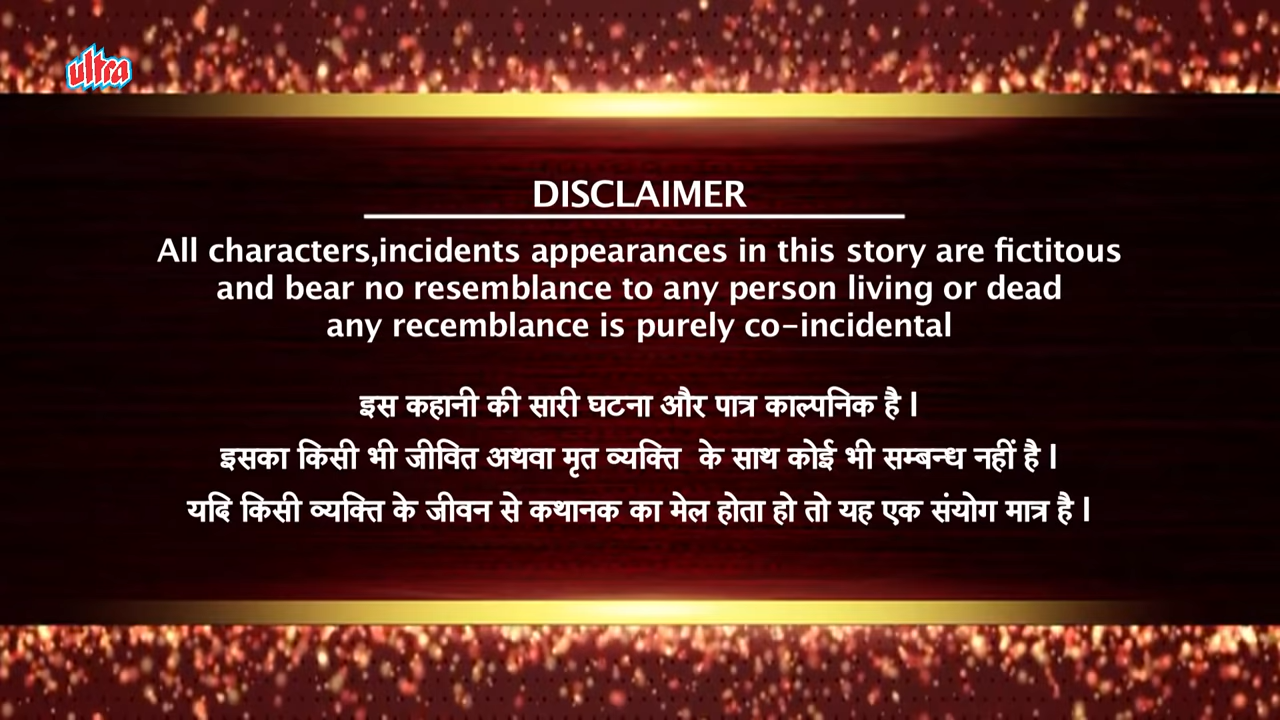 ultra
DISCLAIMER
All characters,incidents appearances in this story are fictitous
and bear no resemblance to any person living or dead
any recemblance is purely co-incidental
इस कहानी की सारी घटना और पात्र काल्पनिक है ।
इसका किसी भी जीवित अथवा मृत व्यक्ति के साथ कोई भी सम्बन्ध नहीं है ।
यदि किसी व्यक्ति के जीवन से कथानक का मेल होता हो तो यह एक संयोग मात्र है ।